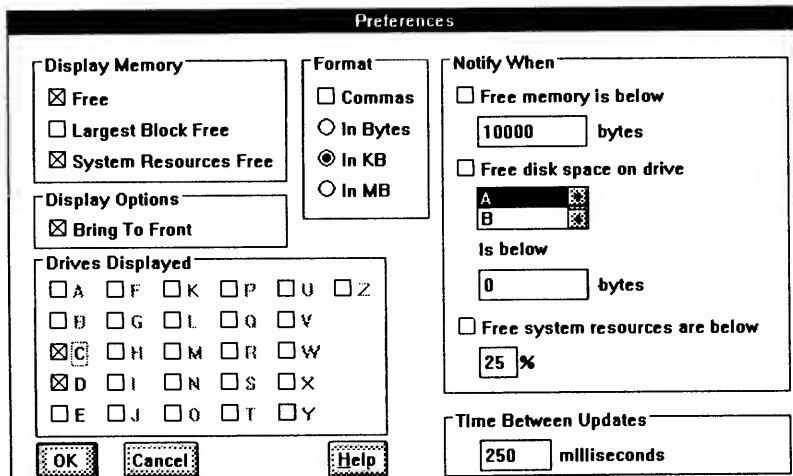 Preferences
Display Memory
Free
Largest Block Free
System Resources Free
Display Options
Bring To Front
Format
Commas
In Bytes
In KB
In MB
Drives Displayed
A F K P U Z
B G L Q V
C H M R W
D I N S X
E J O T Y
OK Cancel Help
Notify When
Free memory is below
10000 bytes
Free disk space on drive
A
B
Is below
0 bytes
Free system resources are below
25 %
Time Between Updates
250 milliseconds